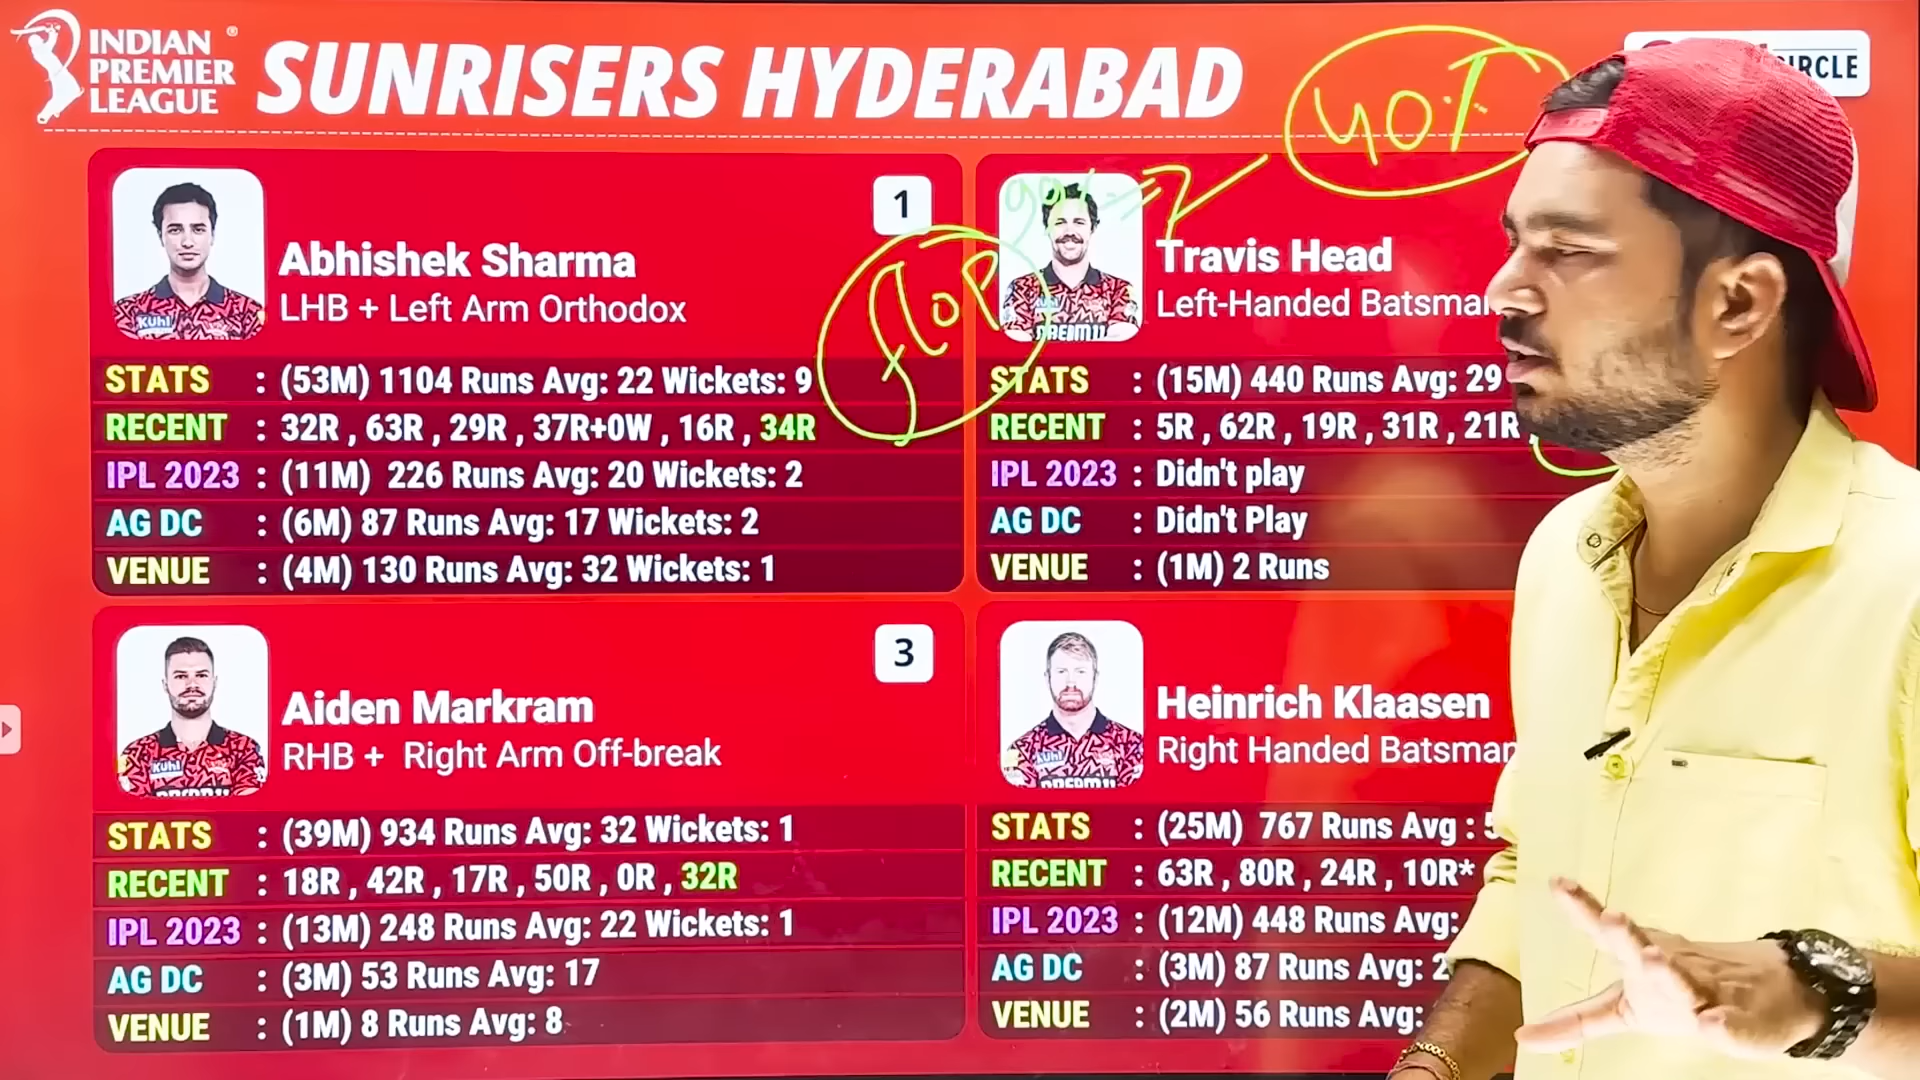 INDIAN
PREMIER
LEAGUE
®
SUNRISERS HYDERABAD
40%
CIRCLE
1
Abhishek Sharma
LHB + Left Arm Orthodox
flop
STATS : (53M) 1104 Runs Avg: 22 Wickets: 9
RECENT : 32R , 63R , 29R , 37R+0W , 16R , 34R
IPL 2023 : (11M) 226 Runs Avg: 20 Wickets: 2
AG DC : (6M) 87 Runs Avg: 17 Wickets: 2
VENUE : (4M) 130 Runs Avg: 32 Wickets: 1
Kuhl
Travis Head
Left-Handed Batsman
DREAM11
STATS : (15M) 440 Runs Avg: 29
RECENT : 5R , 62R , 19R , 31R , 21R
IPL 2023 : Didn't play
AG DC : Didn't Play
VENUE : (1M) 2 Runs
3
Aiden Markram
RHB + Right Arm Off-break
Kuhl
STATS : (39M) 934 Runs Avg: 32 Wickets: 1
RECENT : 18R , 42R , 17R , 50R , 0R , 32R
IPL 2023 : (13M) 248 Runs Avg: 22 Wickets: 1
AG DC : (3M) 53 Runs Avg: 17
VENUE : (1M) 8 Runs Avg: 8
Heinrich Klaasen
Right Handed Batsman
STATS : (25M) 767 Runs Avg :
RECENT : 63R , 80R , 24R , 10R*
IPL 2023 : (12M) 448 Runs Avg:
AG DC : (3M) 87 Runs Avg: 2
VENUE : (2M) 56 Runs Avg: